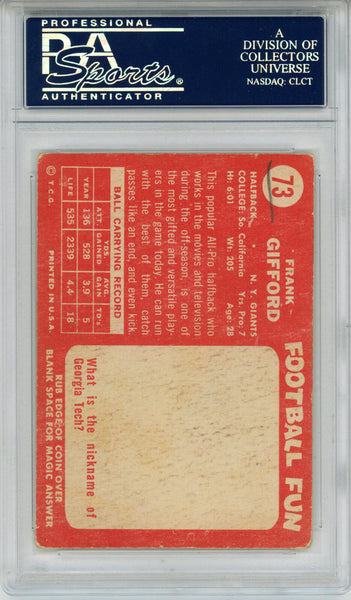 PROFESSIONAL
PSA
Sports
AUTHENTICATOR
A
DIVISION OF
COLLECTORS
UNIVERSE
NASDAQ: CLCT
73
FRANK
GIFFORD
HALFBACK • N. Y. GIANTS
COLLEGE: So. California Yrs. Pro: 7
Ht: 6:01 Wt: 205 Age: 28
This popular All-Pro halfback who
works in the movies and television
during the off-season, is one of
the most gifted and versatile play-
ers in the game today. He can run
with the best of them, catch
passes like an end, and even kick.
BALL CARRYING RECORD
ATT. YDS. GAINED AVG. GAIN TD's
YEAR 136 528 3.9 5
LIFE 535 2339 4.4 18
© T.C.G. PRINTED IN U.S.A.
FOOTBALL FUN
What is the nickname of
Georgia Tech?
RUB EDGE OF COIN OVER
BLANK SPACE FOR MAGIC ANSWER